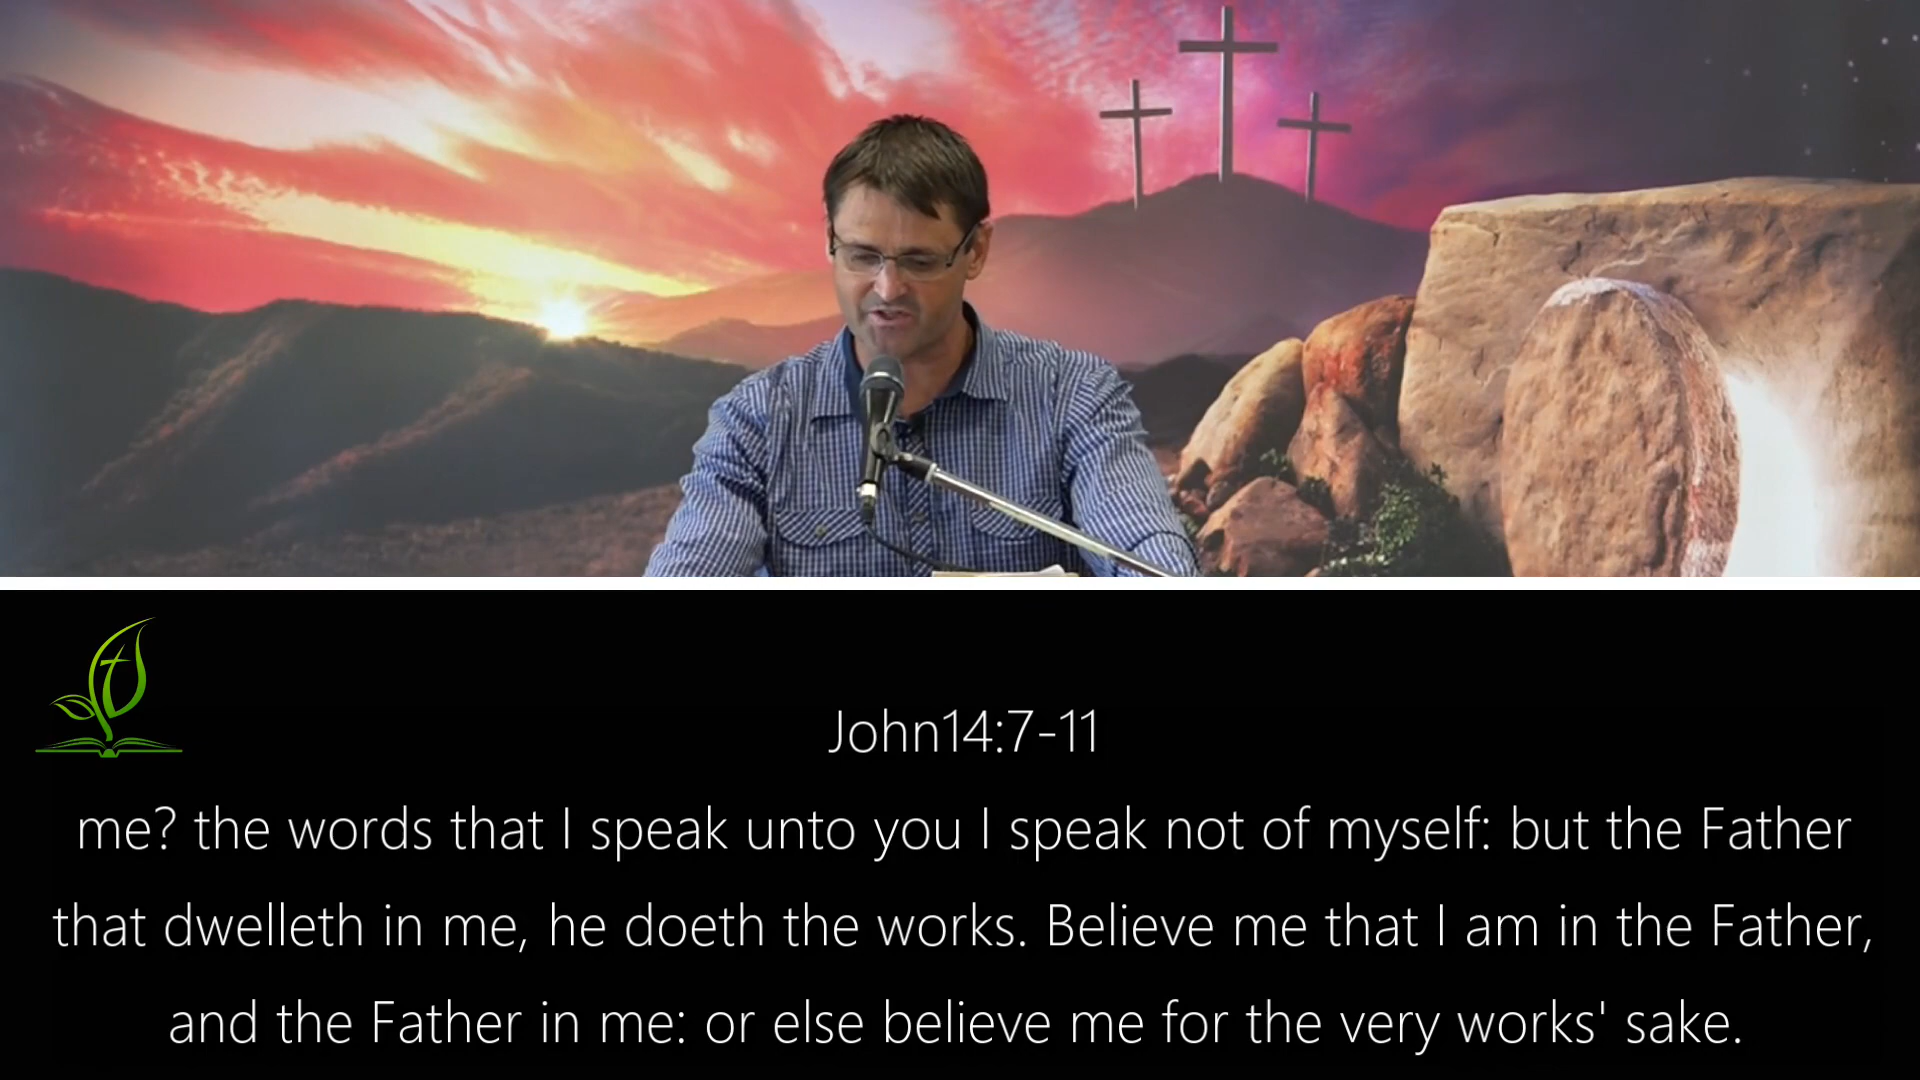 John14:7-11
me? the words that I speak unto you I speak not of myself: but the Father
that dwelleth in me, he doeth the works. Believe me that I am in the Father,
and the Father in me: or else believe me for the very works' sake.